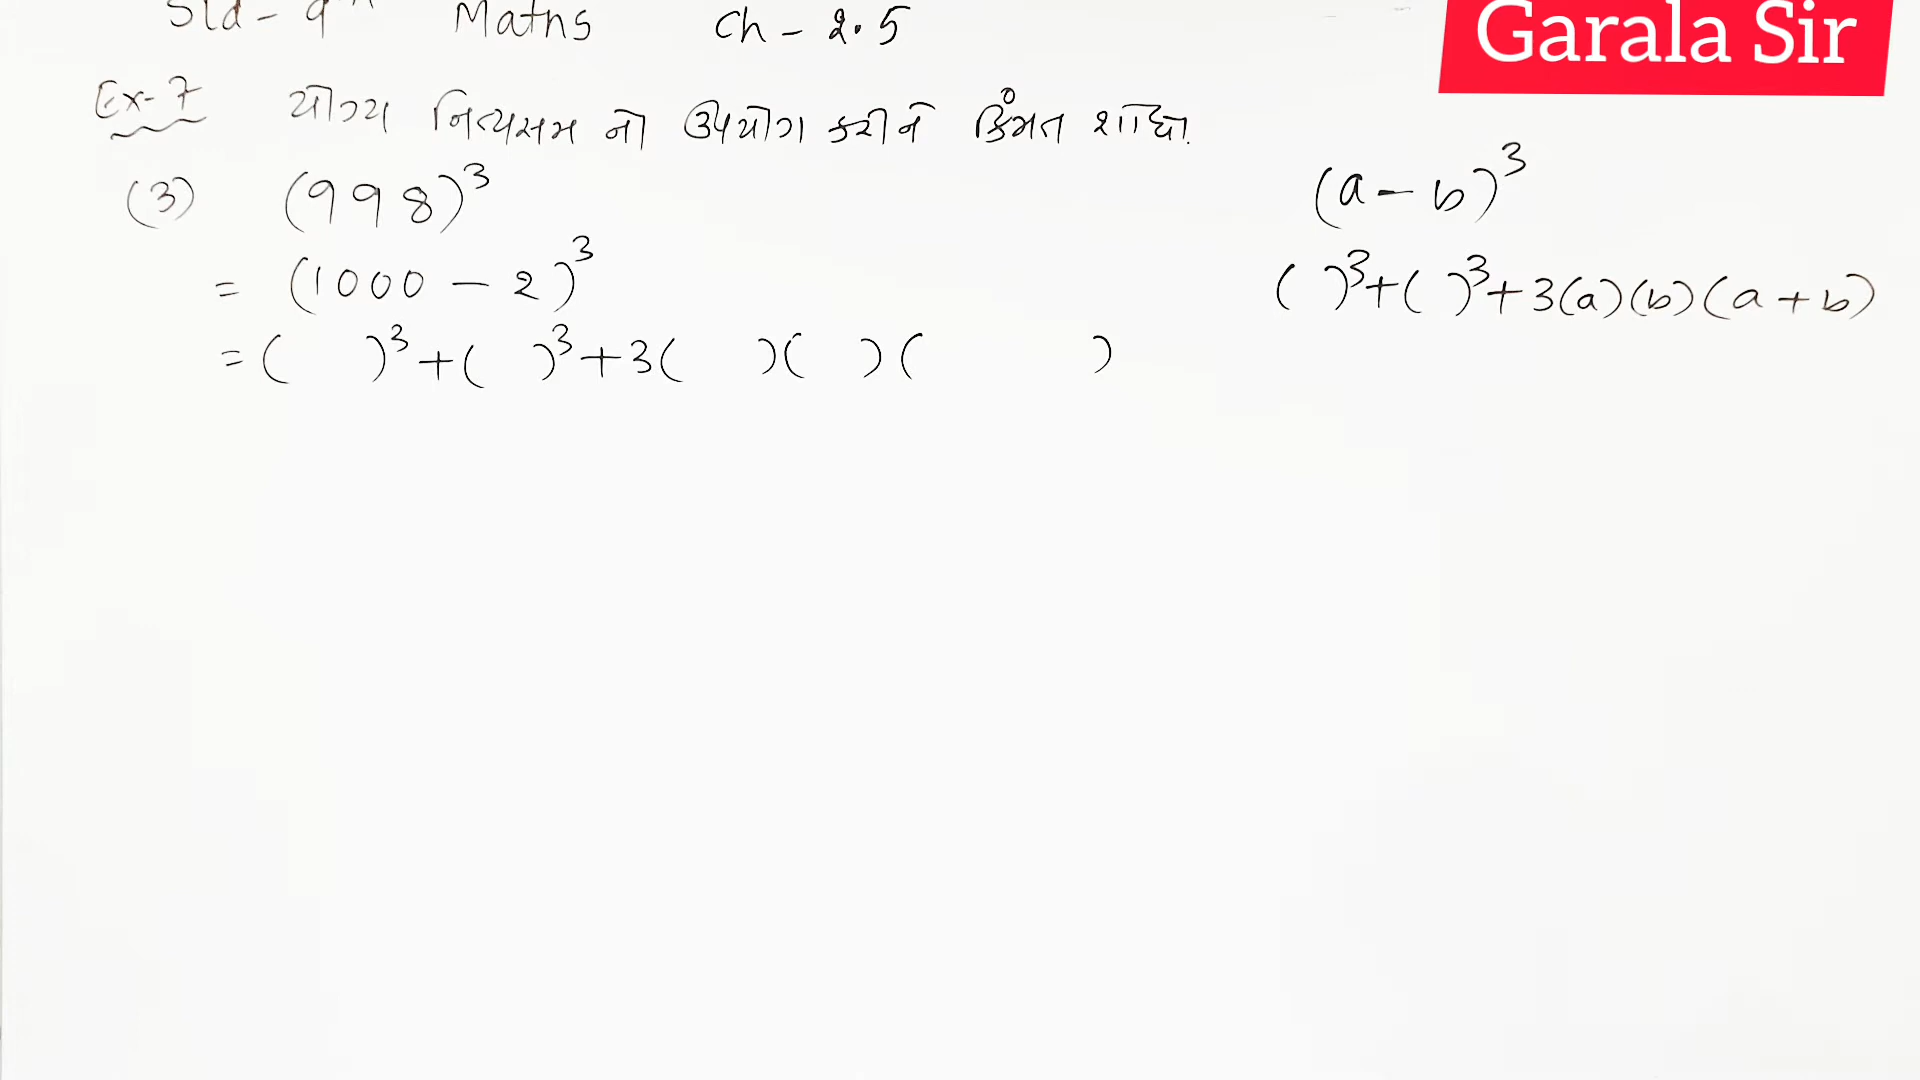 Std - 9th Maths Ch - 2.5
Garala Sir
Ex-7 યોગ્ય નિત્યસમ નો ઉપયોગ કરીને કિંમત શોધો.
(3) (998)³
(a - b)³
= (1000 - 2)³
( )³+( )³+3(a)(b)(a+b)
=( )³+( )³+3( )( )( )